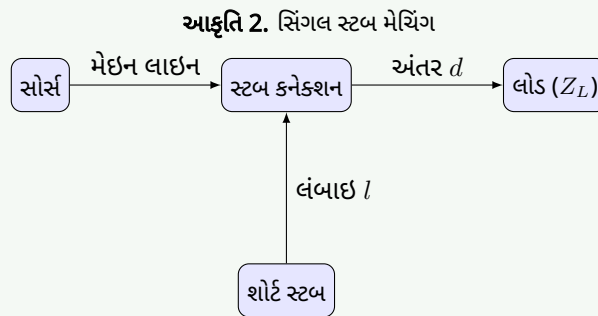 આકૃતિ 2. સિંગલ સ્ટબ મેચિંગ
સોર્સ
મેઇન લાઇન
સ્ટબ કનેક્શન
અંતર d
લોડ (Z_L)
લંબાઇ l
શોર્ટ સ્ટબ